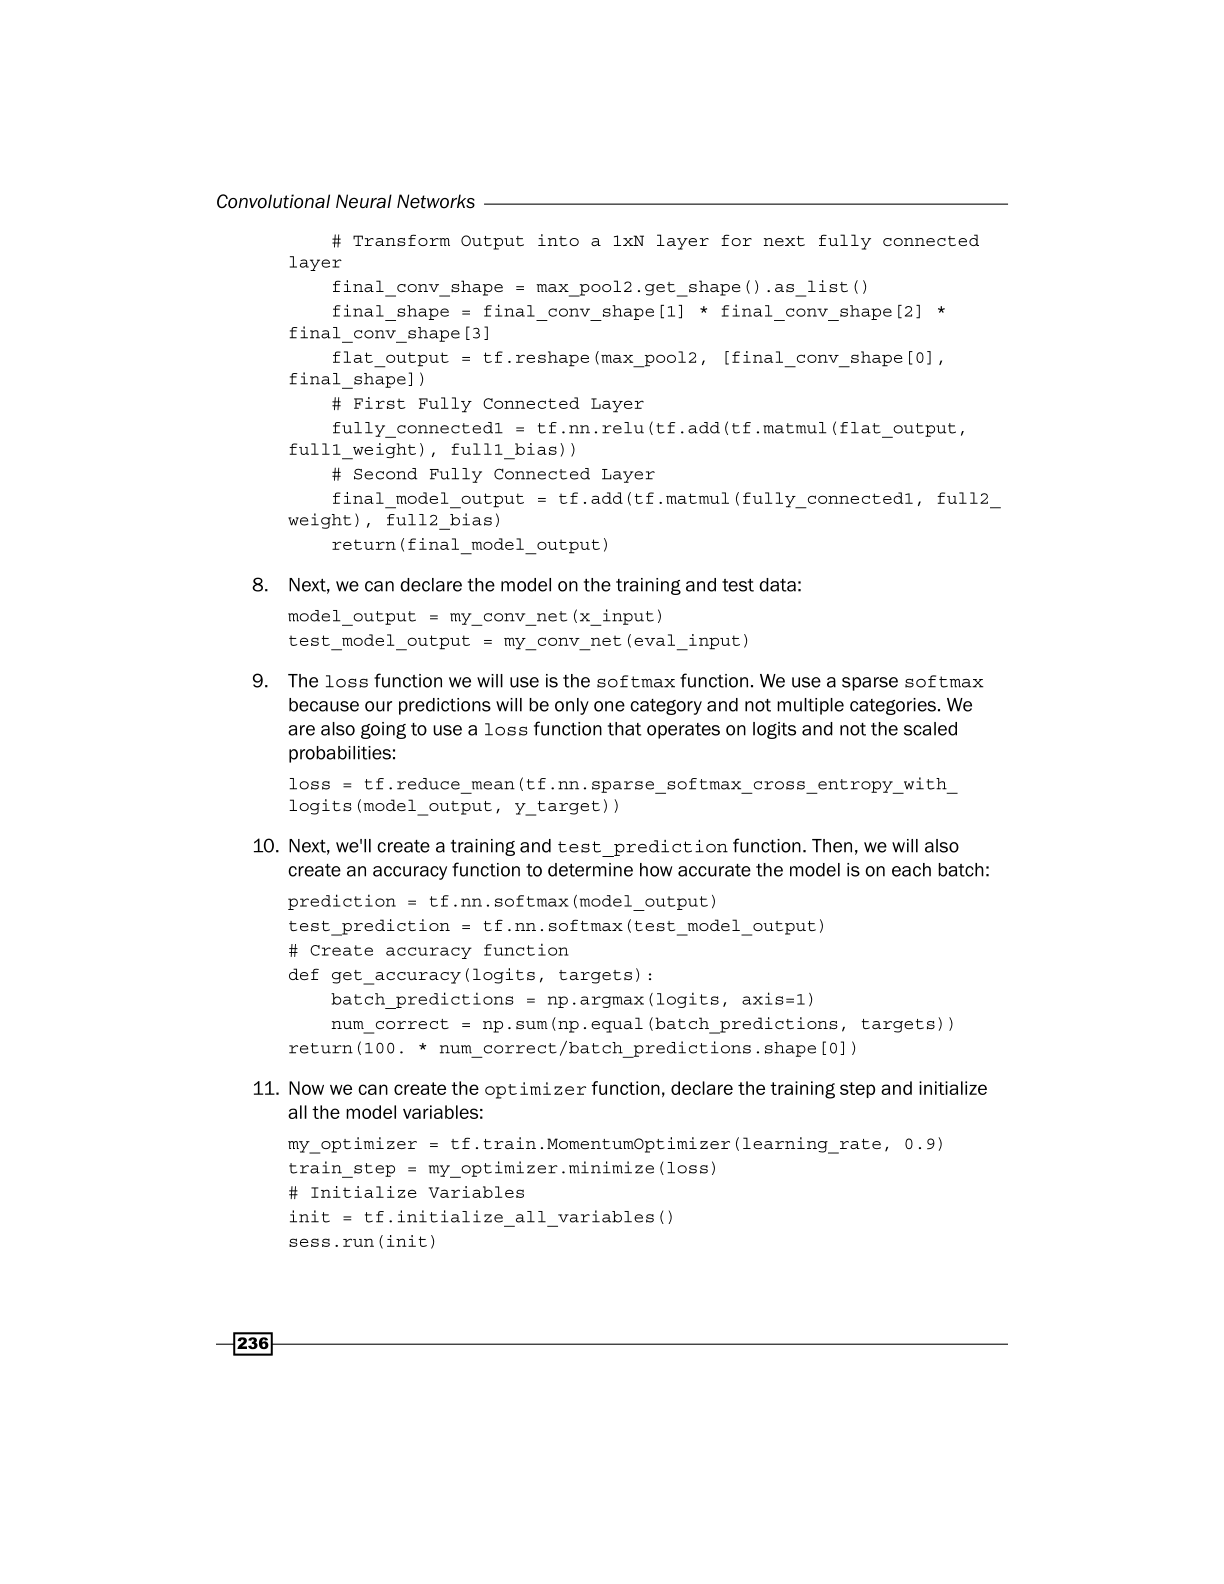 Convolutional Neural Networks
# Transform Output into a 1xN layer for next fully connected
layer
final_conv_shape = max_pool2.get_shape().as_list()
final_shape = final_conv_shape[1] * final_conv_shape[2] *
final_conv_shape[3]
flat_output = tf.reshape(max_pool2, [final_conv_shape[0],
final_shape])
# First Fully Connected Layer
fully_connected1 = tf.nn.relu(tf.add(tf.matmul(flat_output,
full1_weight), full1_bias))
# Second Fully Connected Layer
final_model_output = tf.add(tf.matmul(fully_connected1, full2_
weight), full2_bias)
return(final_model_output)
8. Next, we can declare the model on the training and test data:
model_output = my_conv_net(x_input)
test_model_output = my_conv_net(eval_input)
9. The loss function we will use is the softmax function. We use a sparse softmax
because our predictions will be only one category and not multiple categories. We
are also going to use a loss function that operates on logits and not the scaled
probabilities:
loss = tf.reduce_mean(tf.nn.sparse_softmax_cross_entropy_with_
logits(model_output, y_target))
10. Next, we'll create a training and test_prediction function. Then, we will also
create an accuracy function to determine how accurate the model is on each batch:
prediction = tf.nn.softmax(model_output)
test_prediction = tf.nn.softmax(test_model_output)
# Create accuracy function
def get_accuracy(logits, targets):
batch_predictions = np.argmax(logits, axis=1)
num_correct = np.sum(np.equal(batch_predictions, targets))
return(100. * num_correct/batch_predictions.shape[0])
11. Now we can create the optimizer function, declare the training step and initialize
all the model variables:
my_optimizer = tf.train.MomentumOptimizer(learning_rate, 0.9)
train_step = my_optimizer.minimize(loss)
# Initialize Variables
init = tf.initialize_all_variables()
sess.run(init)
236